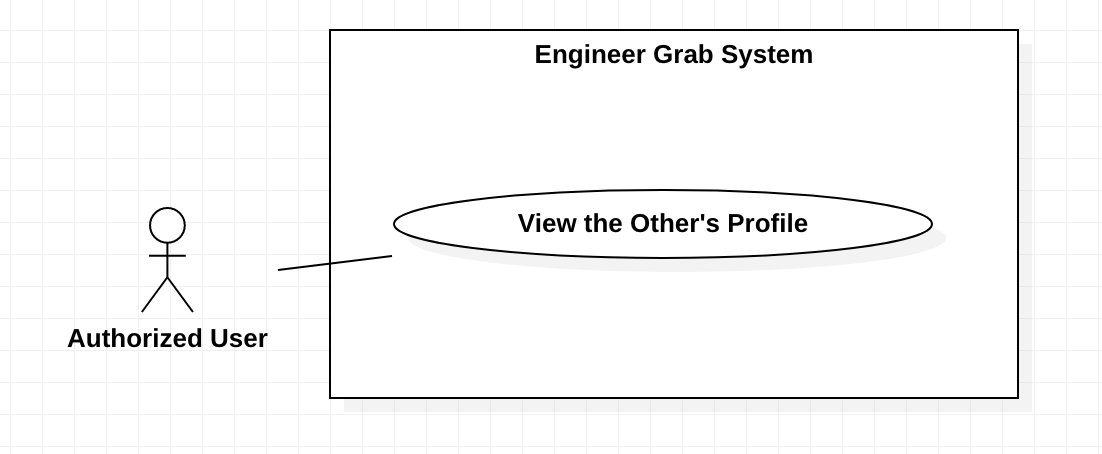 Engineer Grab System
View the Other's Profile
Authorized User